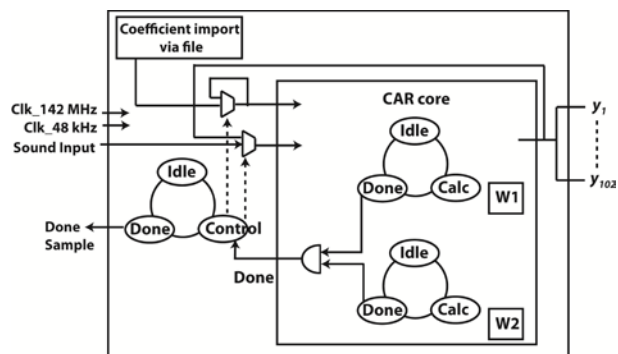 Coefficient import
via file
CAR core
Clk_142 MHz
Clk_48 kHz
Sound Input
Idle
Done
Calc
W1
Idle
Done
Control
Done
Sample
Done
Idle
Done
Calc
W2
y1
y102